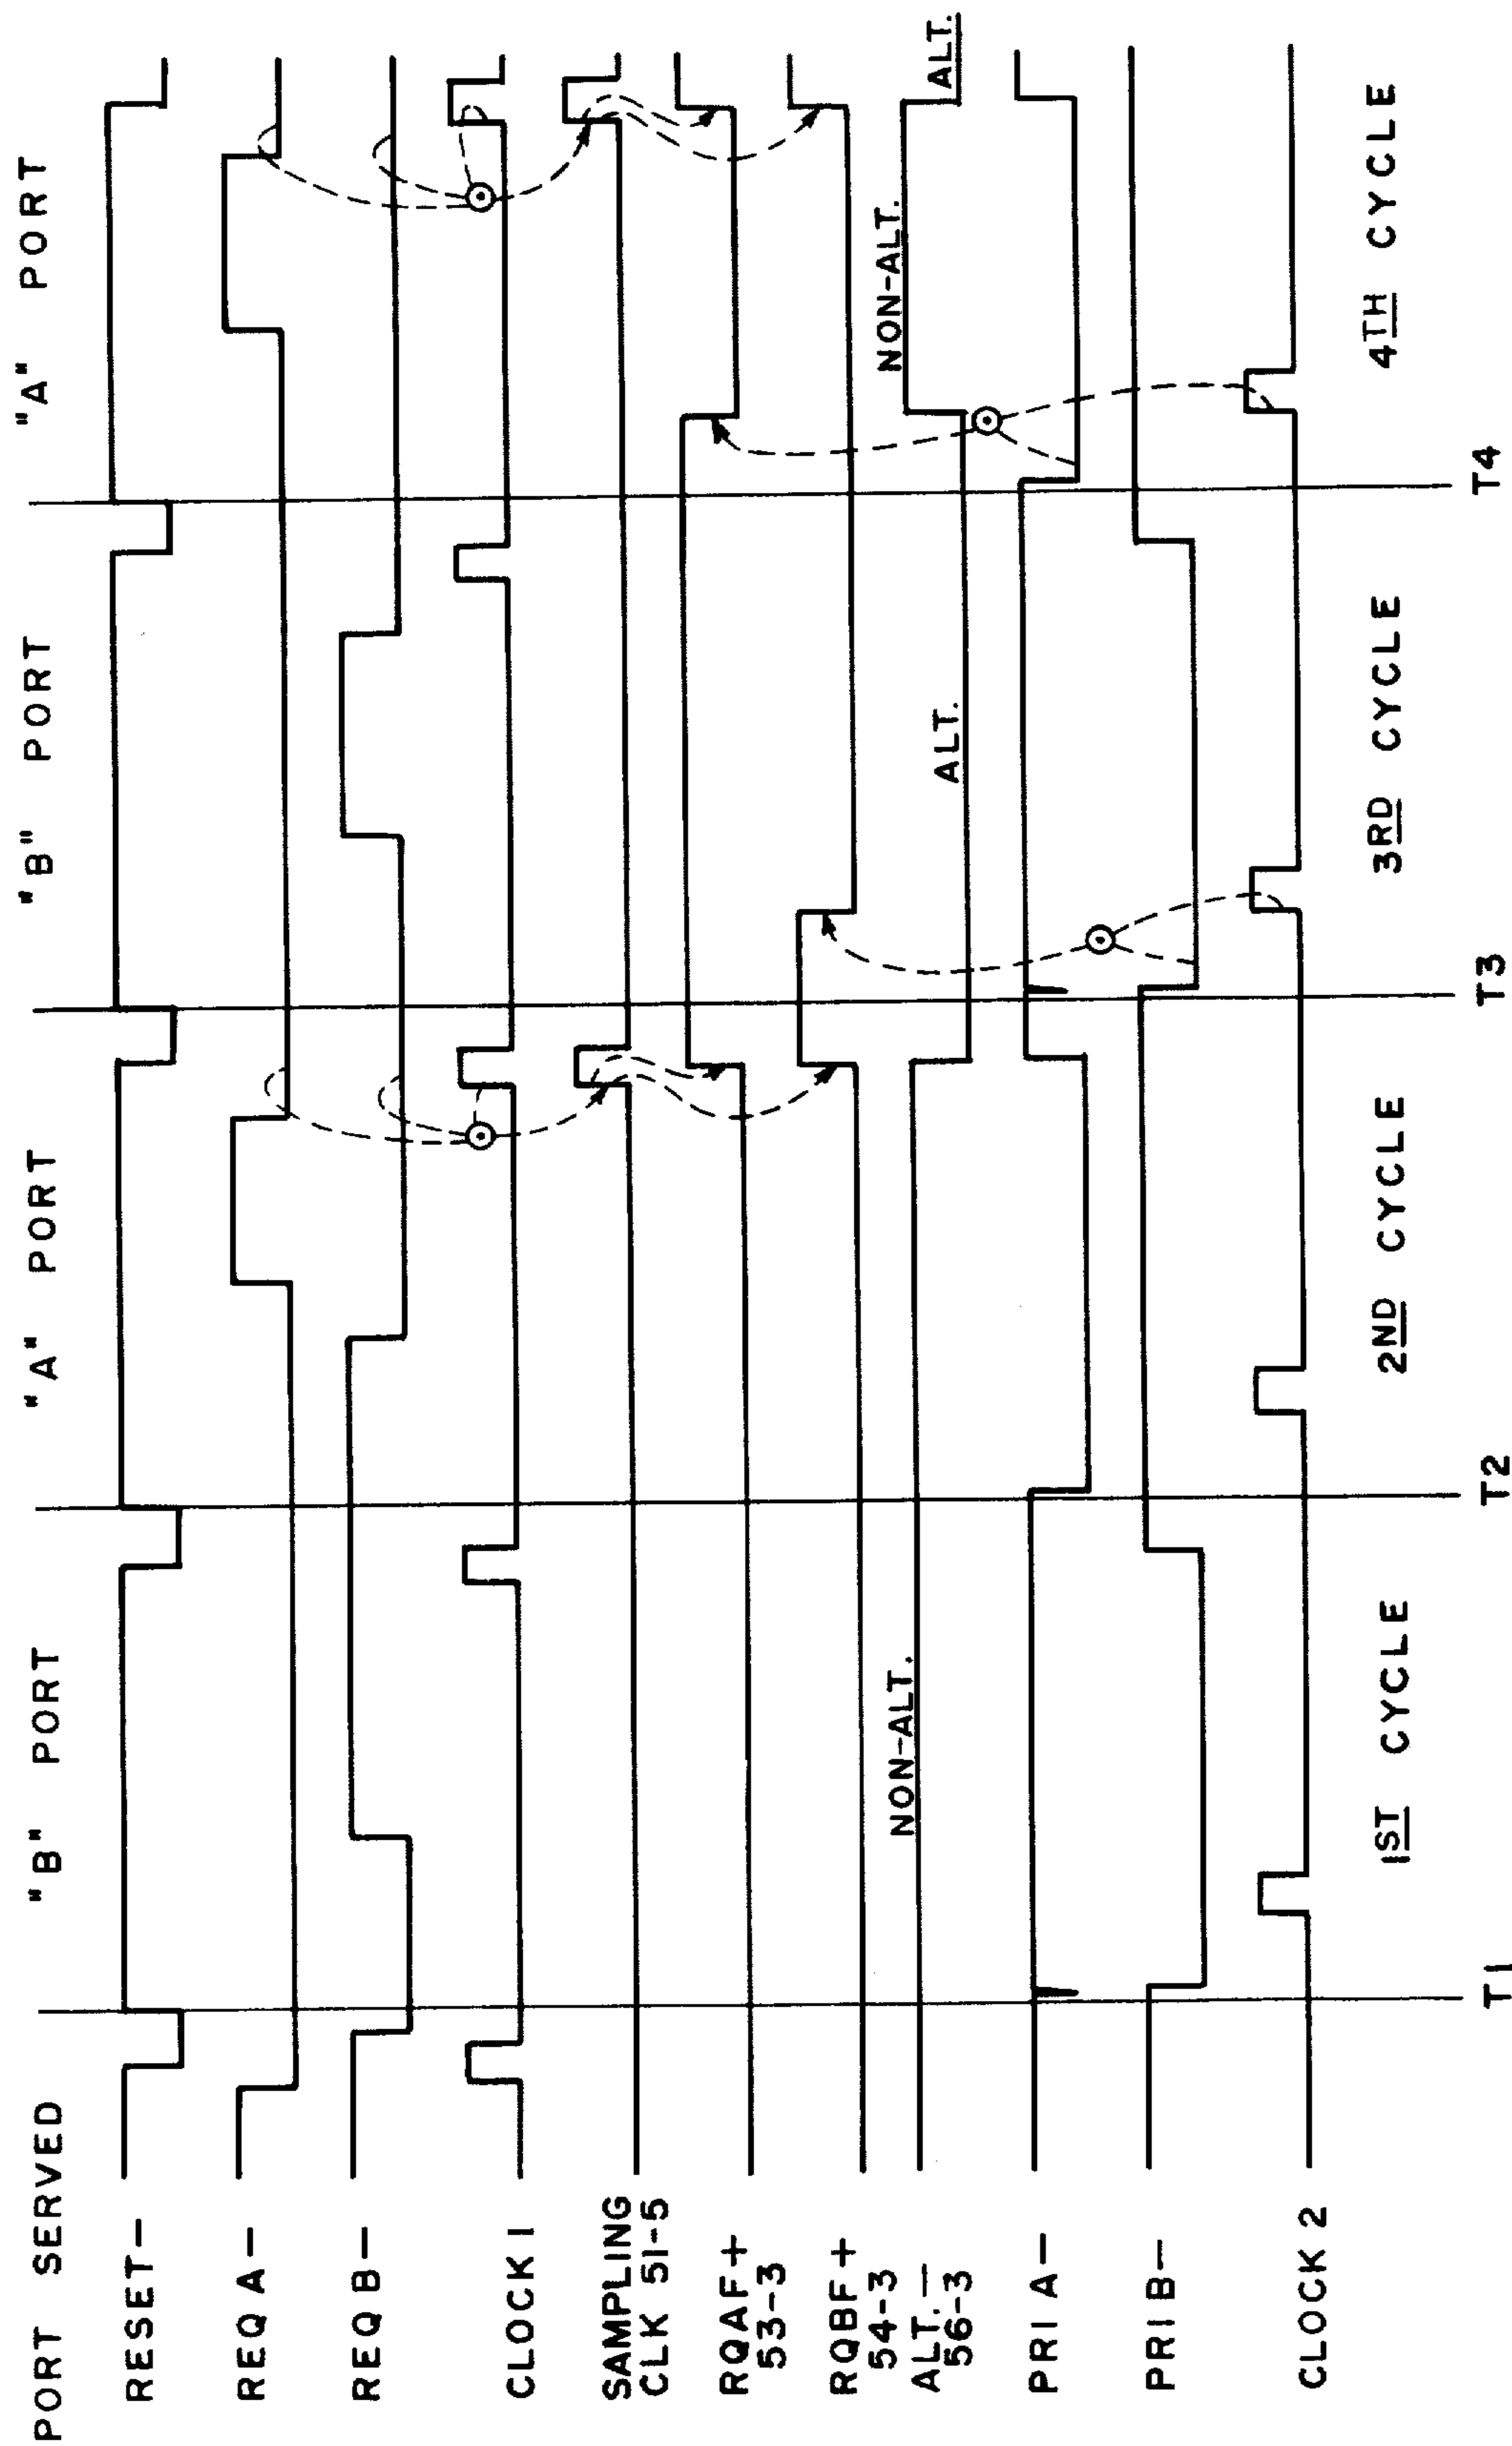 PORT SERVED "B" PORT "A" PORT "B" PORT "A" PORT
RESET-
REQ A-
REQ B-
CLOCK 1
SAMPLING
CLK 51-5
RQAF+
53-3
RQBF+
54-3
ALT.-
56-3
NON-ALT. ALT. NON-ALT. ALT.
PRI A-
PRI B-
CLOCK 2
1ST CYCLE 2ND CYCLE 3RD CYCLE 4TH CYCLE
T1 T2 T3 T4